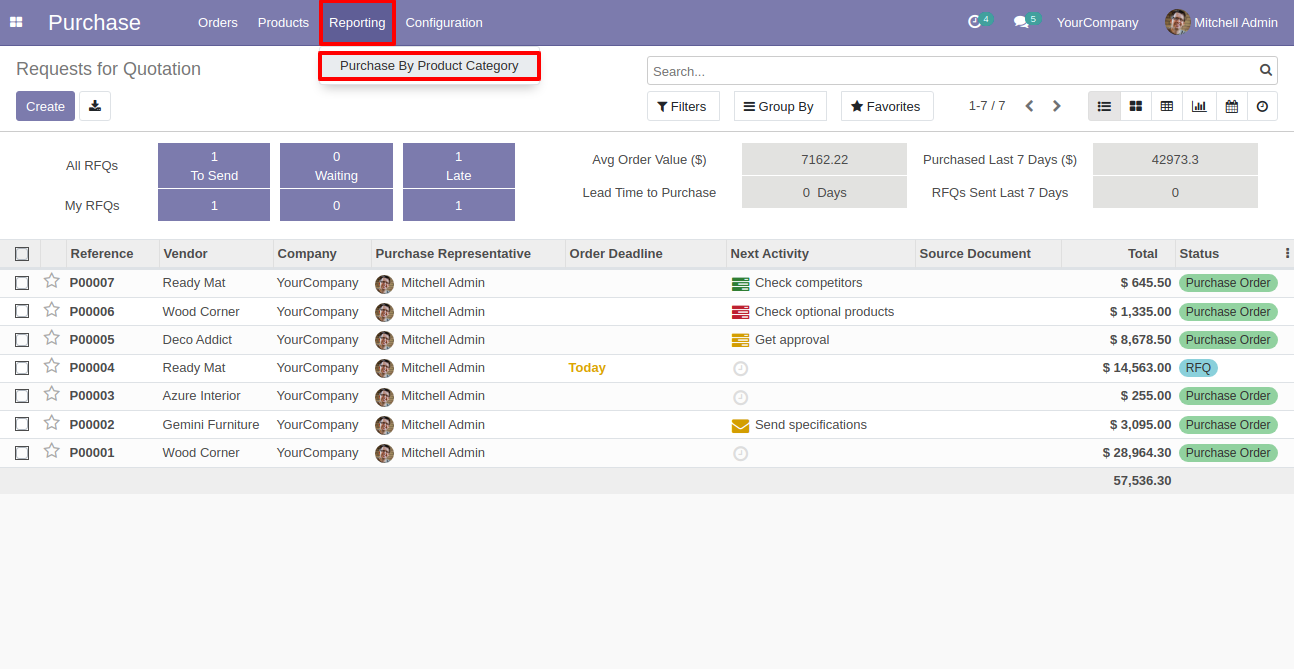 Purchase Orders Products Reporting Configuration 4 5 YourCompany Mitchell Admin
Requests for Quotation
Purchase By Product Category
Search...
Create
Filters Group By Favorites 1-7 / 7
All RFQs
1 To Send
0 Waiting
1 Late
My RFQs 1 0 1
Avg Order Value ($) 7162.22 Purchased Last 7 Days ($) 42973.3
Lead Time to Purchase 0 Days RFQs Sent Last 7 Days 0
Reference Vendor Company Purchase Representative Order Deadline Next Activity Source Document Total Status
P00007 Ready Mat YourCompany Mitchell Admin Check competitors $ 645.50 Purchase Order
P00006 Wood Corner YourCompany Mitchell Admin Check optional products $ 1,335.00 Purchase Order
P00005 Deco Addict YourCompany Mitchell Admin Get approval $ 8,678.50 Purchase Order
P00004 Ready Mat YourCompany Mitchell Admin Today $ 14,563.00 RFQ
P00003 Azure Interior YourCompany Mitchell Admin $ 255.00 Purchase Order
P00002 Gemini Furniture YourCompany Mitchell Admin Send specifications $ 3,095.00 Purchase Order
P00001 Wood Corner YourCompany Mitchell Admin $ 28,964.30 Purchase Order
57,536.30